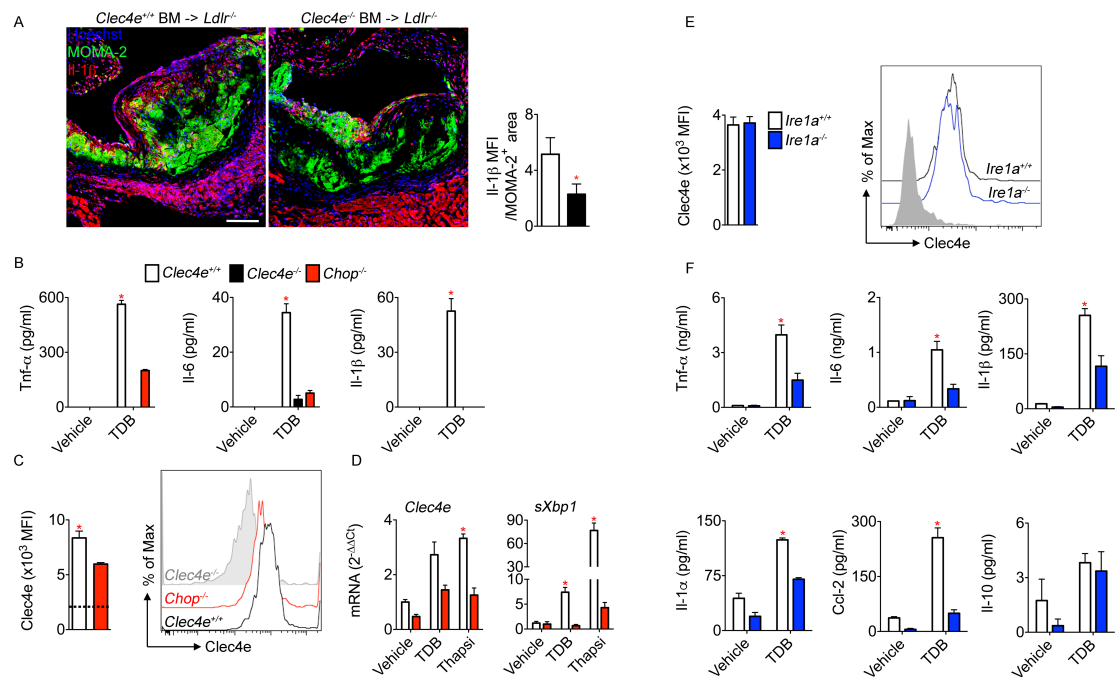 A
Clec4e+/+ BM -> Ldlr-/-
Clec4e-/- BM -> Ldlr-/-
Hoechst
MOMA-2
Il-1β
Il-1β MFI
/MOMA-2+ area
8
4
0
*
B
Clec4e+/+
Clec4e-/-
Chop-/-
Tnf-α (pg/ml)
600
300
0
*
Vehicle
TDB
Il-6 (pg/ml)
40
20
0
*
Vehicle
TDB
Il-1β (pg/ml)
80
40
0
*
Vehicle
TDB
C
Clec4e (x10³ MFI)
10
5
0
*
% of Max
Clec4e-/-
Chop-/-
Clec4e+/+
Clec4e
D
mRNA (2-ΔΔCt)
Clec4e
4
2
0
*
Vehicle
TDB
Thapsi
sXbp1
90
60
30
10
5
0
*
*
Vehicle
TDB
Thapsi
E
Clec4e (x10³ MFI)
4
2
0
Ire1a+/+
Ire1a-/-
% of Max
Ire1a+/+
Ire1a-/-
Clec4e
F
Tnf-α (ng/ml)
6
3
0
*
Vehicle
TDB
Il-6 (ng/ml)
2
1
0
*
Vehicle
TDB
Il-1β (pg/ml)
300
150
0
*
Vehicle
TDB
Il-1α (pg/ml)
150
75
0
*
Vehicle
TDB
Ccl-2 (pg/ml)
300
200
100
0
*
Vehicle
TDB
Il-10 (pg/ml)
6
3
0
Vehicle
TDB